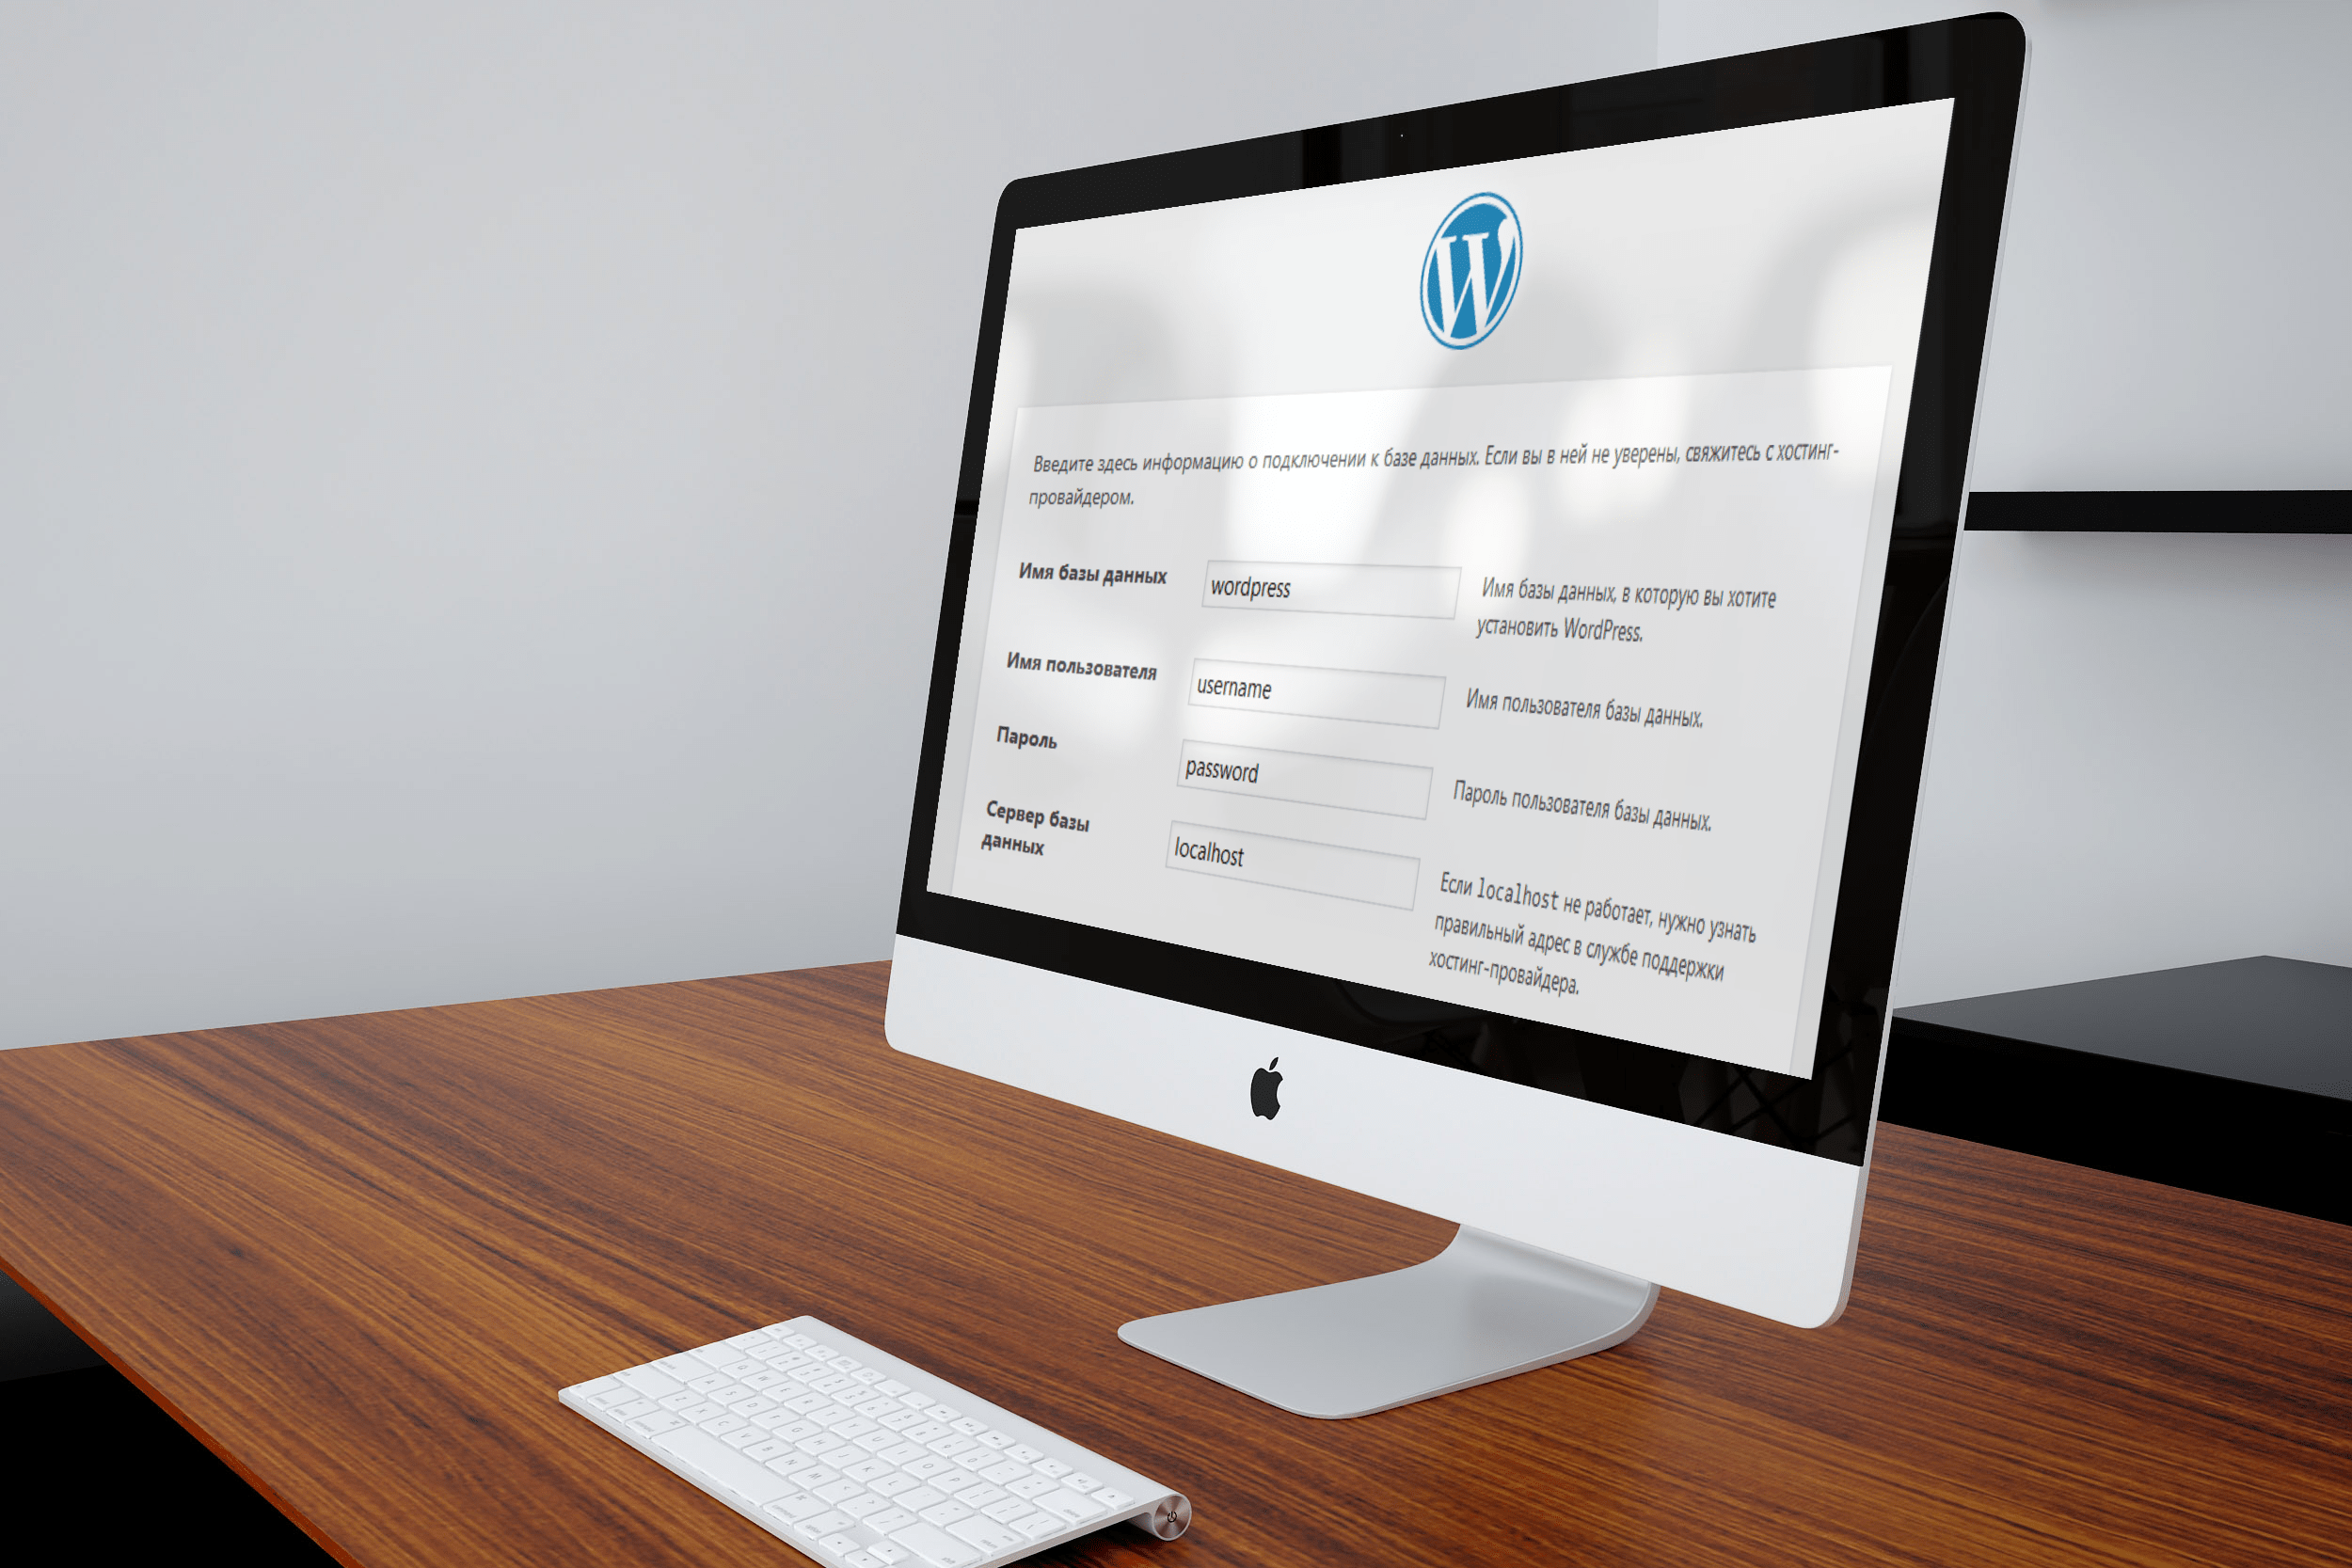 W
Введите здесь информацию о подключении к базе данных. Если вы в ней не уверены, свяжитесь с хостинг-
провайдером.
Имя базы данных
wordpress
Имя базы данных, в которую вы хотите
установить WordPress.
Имя пользователя
username
Имя пользователя базы данных.
Пароль
password
Пароль пользователя базы данных.
Сервер базы
данных
localhost
Если localhost не работает, нужно узнать
правильный адрес в службе поддержки
хостинг-провайдера.